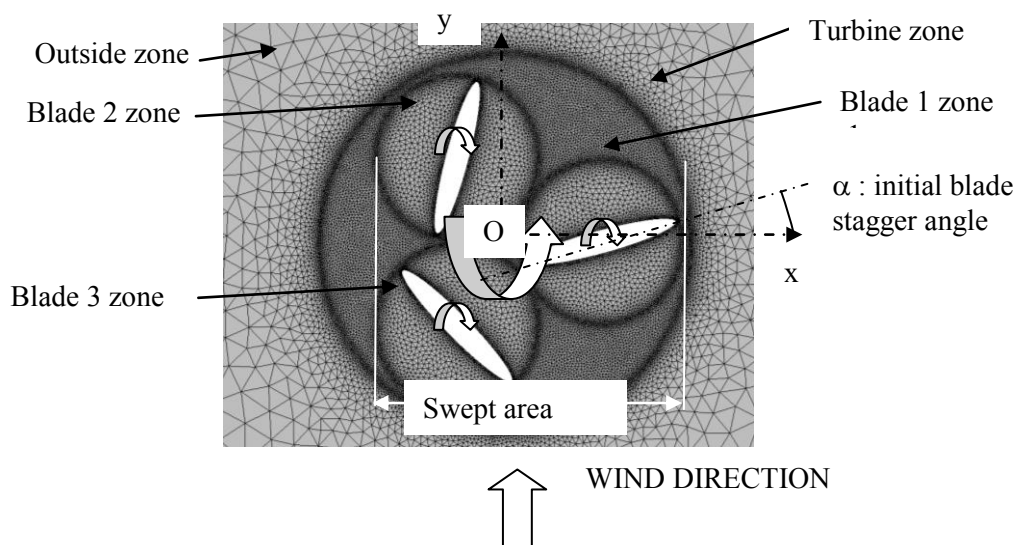 y
Outside zone
Turbine zone
Blade 2 zone
Blade 1 zone
α : initial blade
stagger angle
O
x
Blade 3 zone
Swept area
WIND DIRECTION